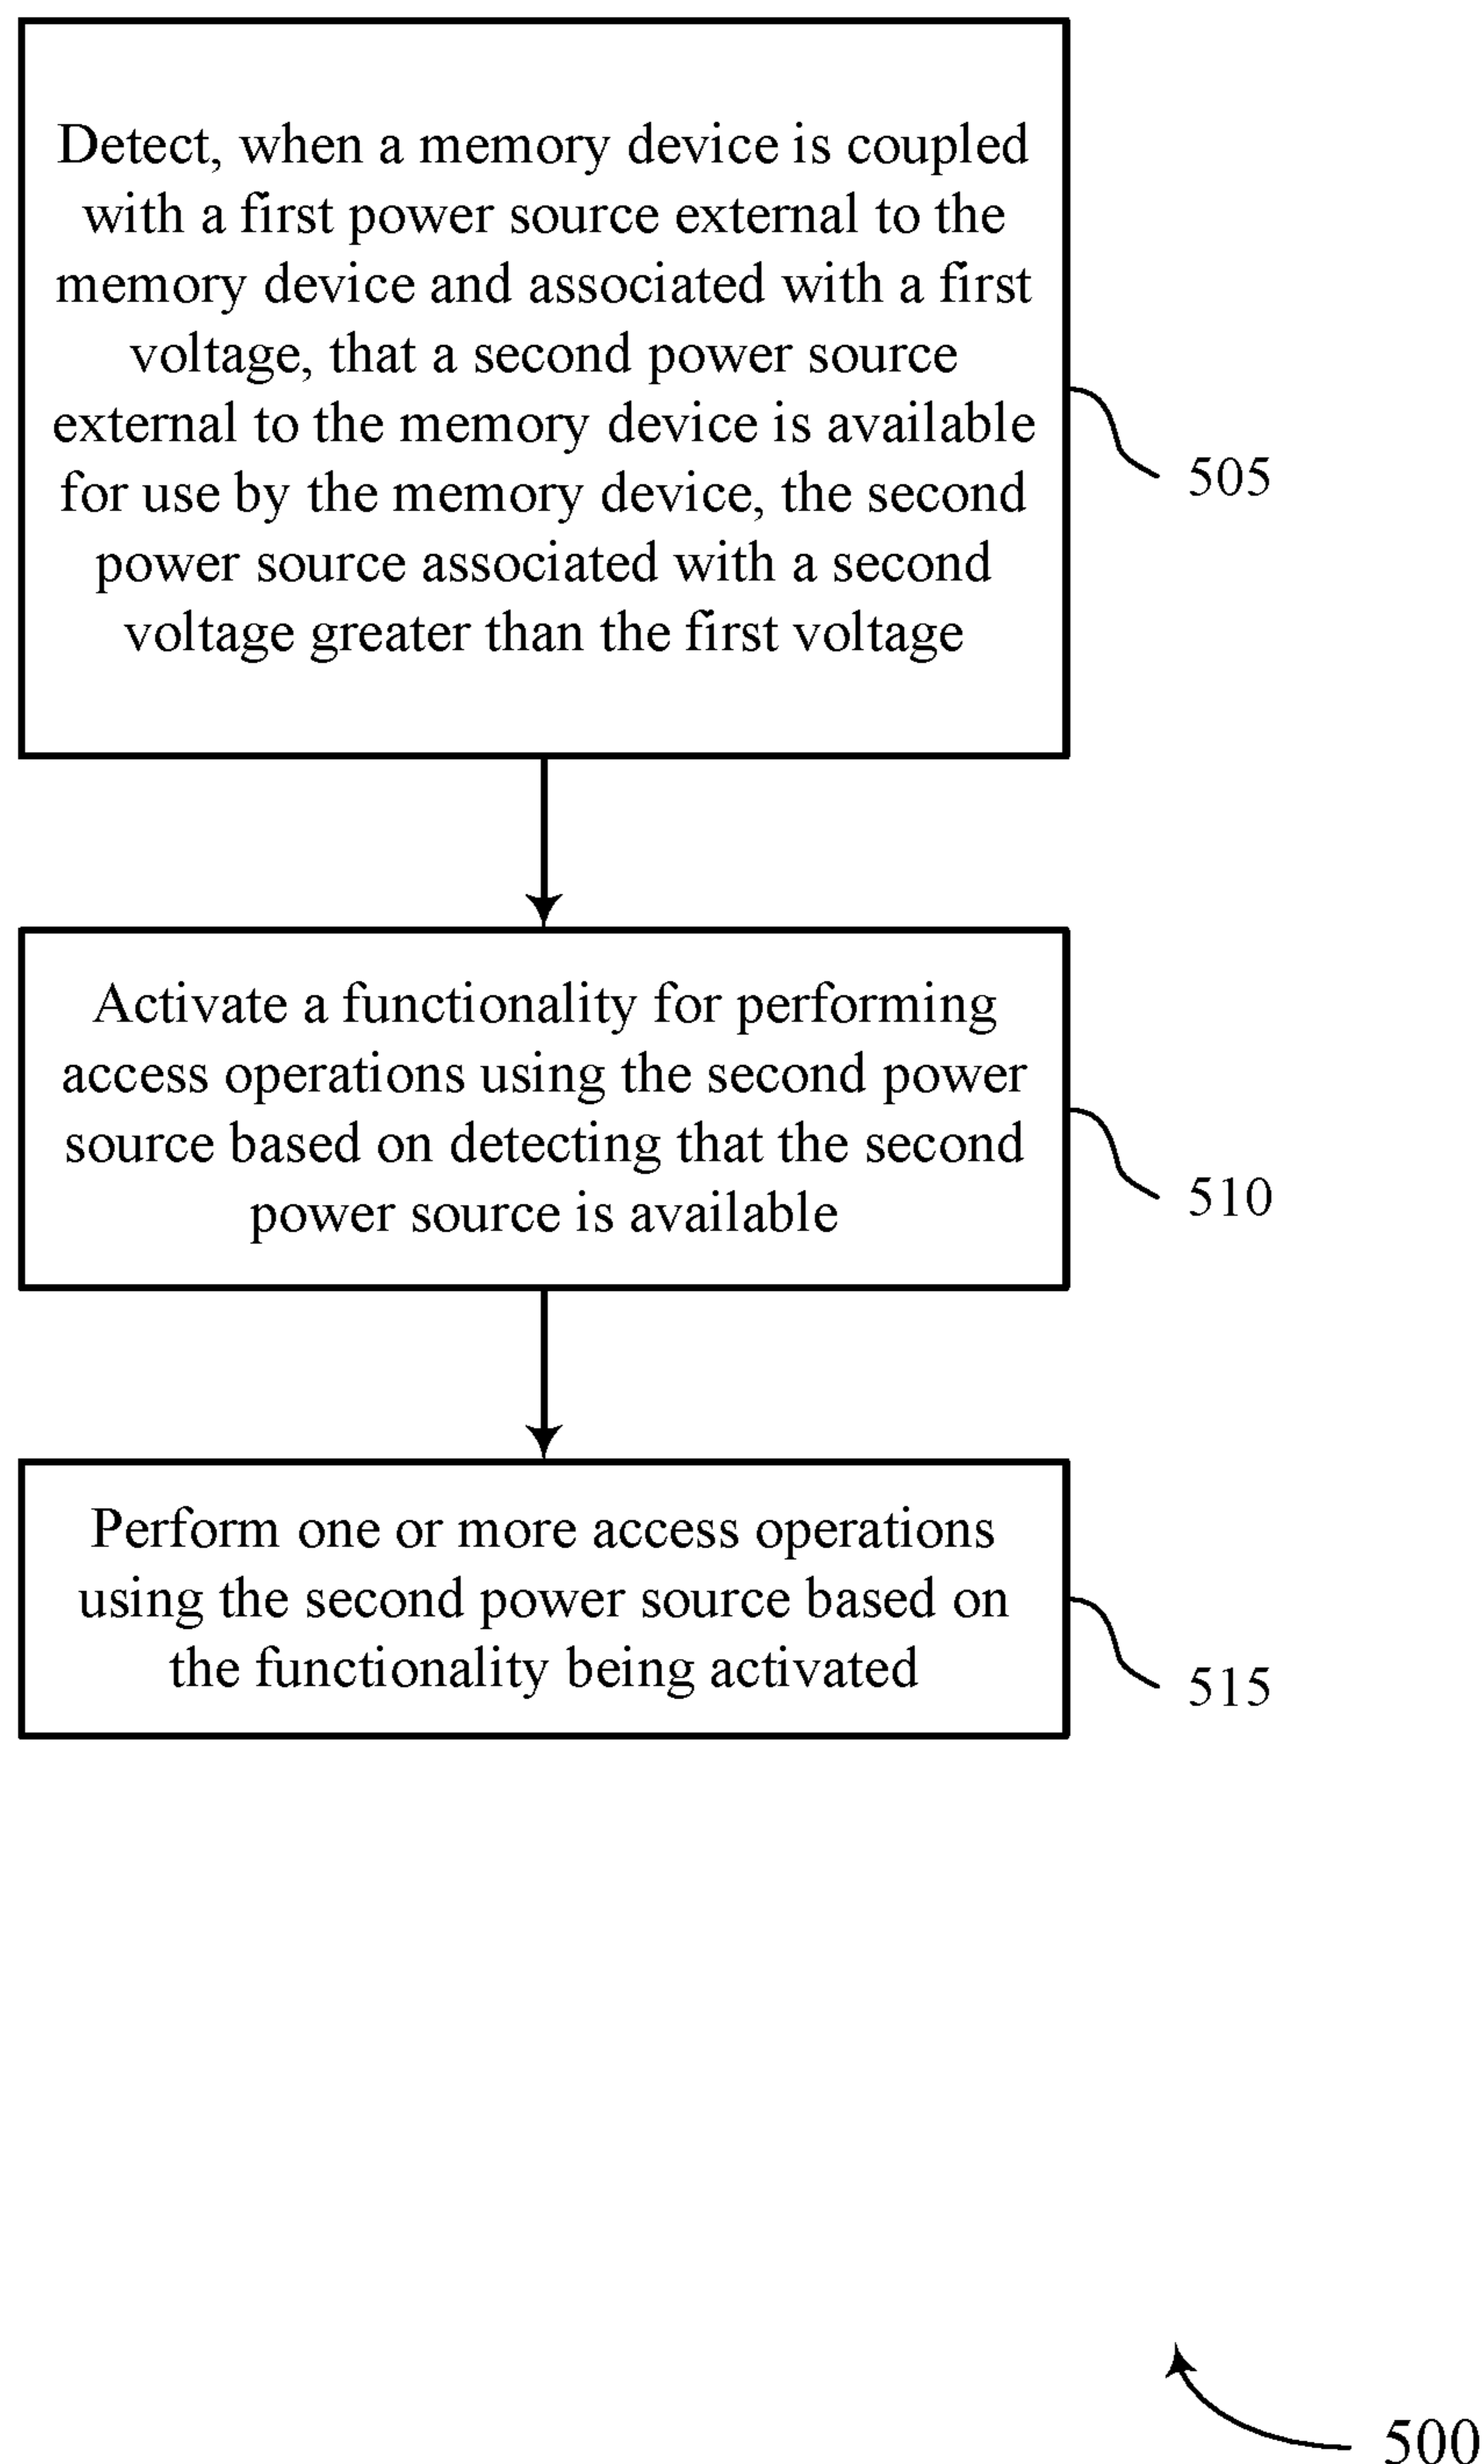 Detect, when a memory device is coupled
with a first power source external to the
memory device and associated with a first
voltage, that a second power source
external to the memory device is available
for use by the memory device, the second
power source associated with a second
voltage greater than the first voltage
505
Activate a functionality for performing
access operations using the second power
source based on detecting that the second
power source is available
510
Perform one or more access operations
using the second power source based on
the functionality being activated
515
500